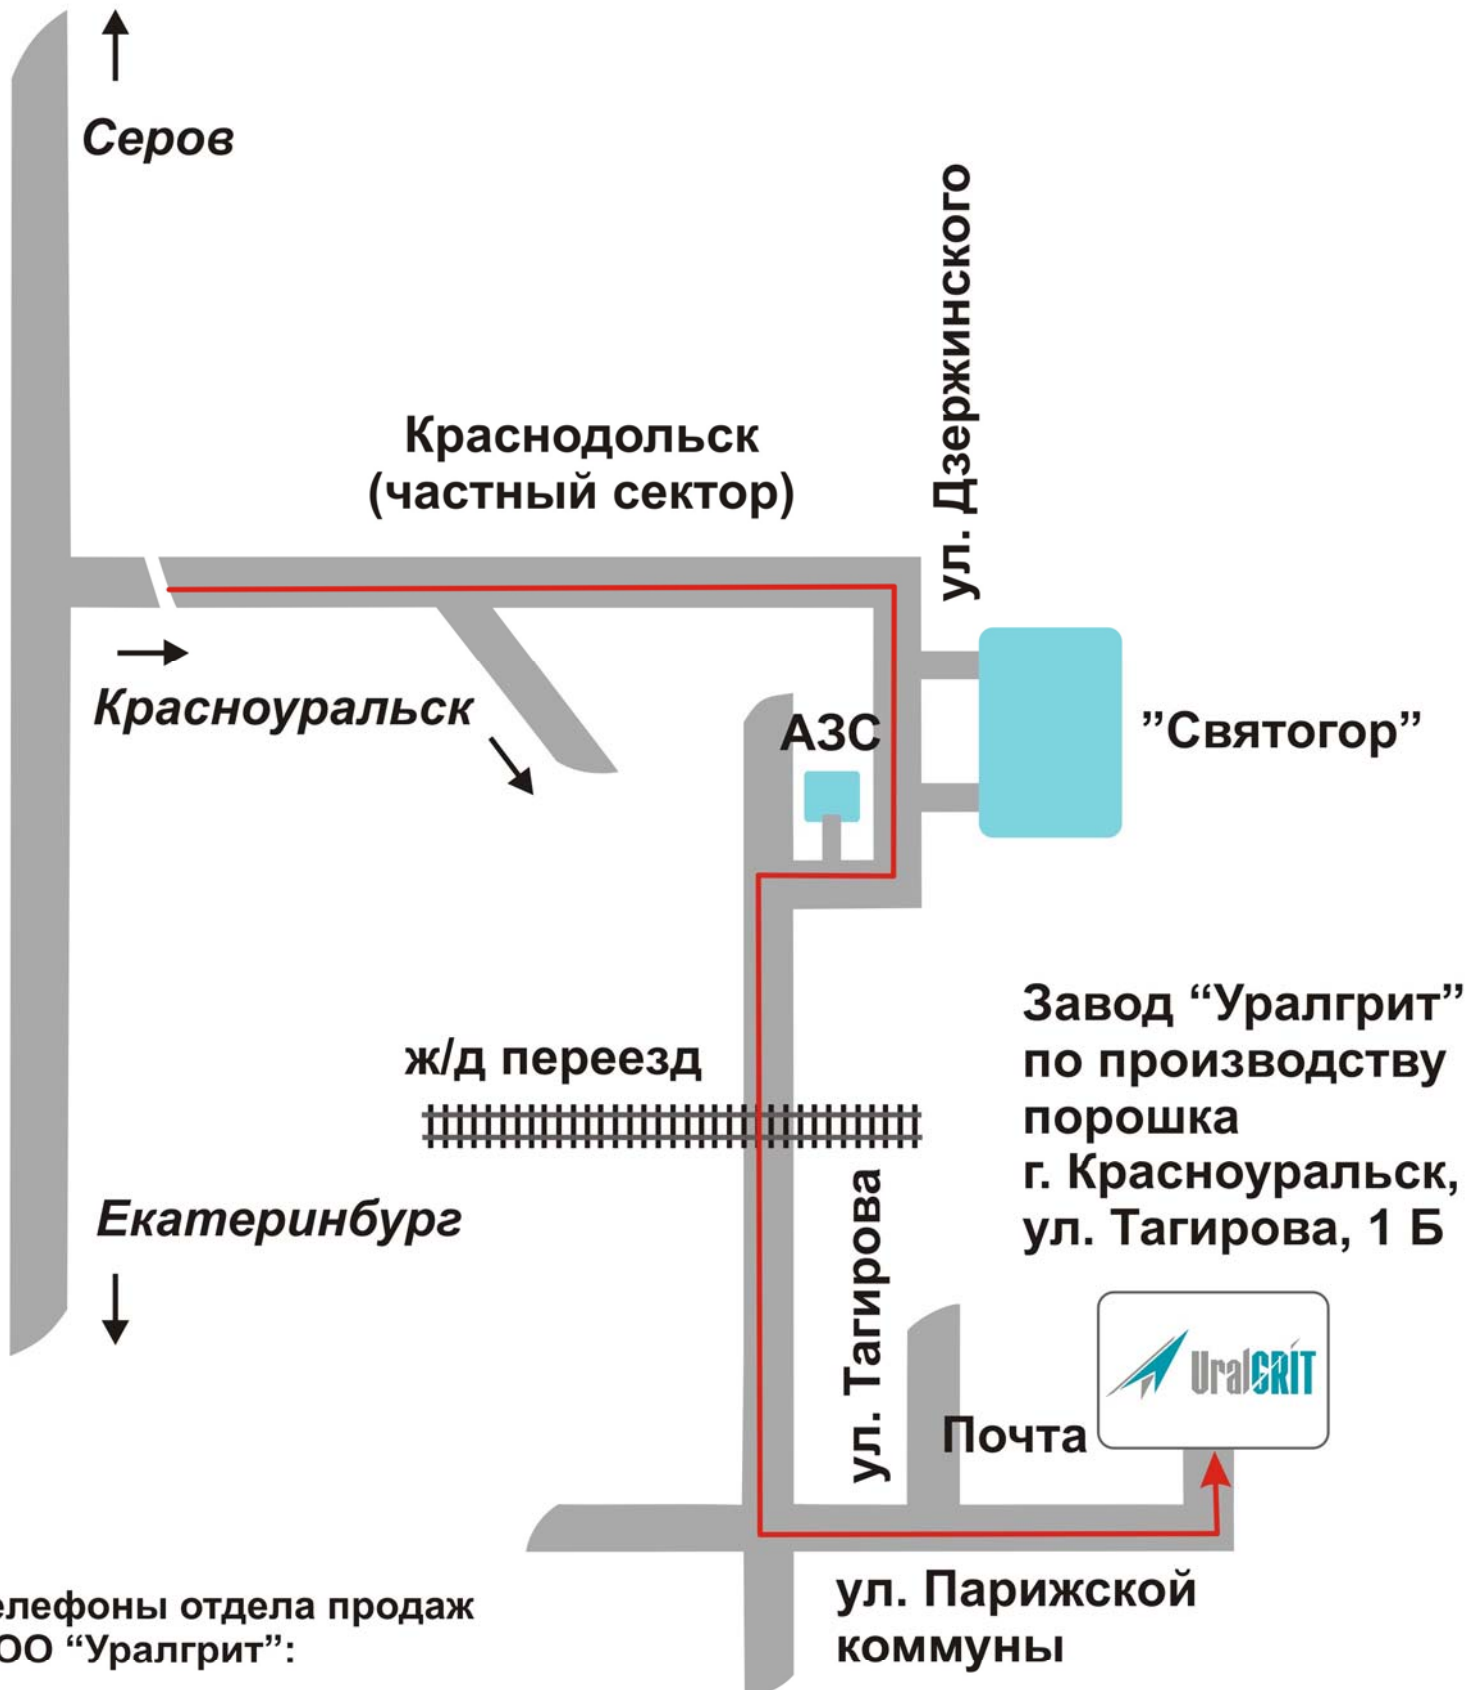 Серов
ул. Дзержинского
Краснодольск
(частный сектор)
Красноуральск
АЗС
”Святогор”
Завод “Уралгрит”
по производству
порошка
г. Красноуральск,
ул. Тагирова, 1 Б
ж/д переезд
Екатеринбург
ул. Тагирова
UralGRIT
Почта
ул. Парижской
коммуны
елефоны отдела продаж
ОО “Уралгрит”: